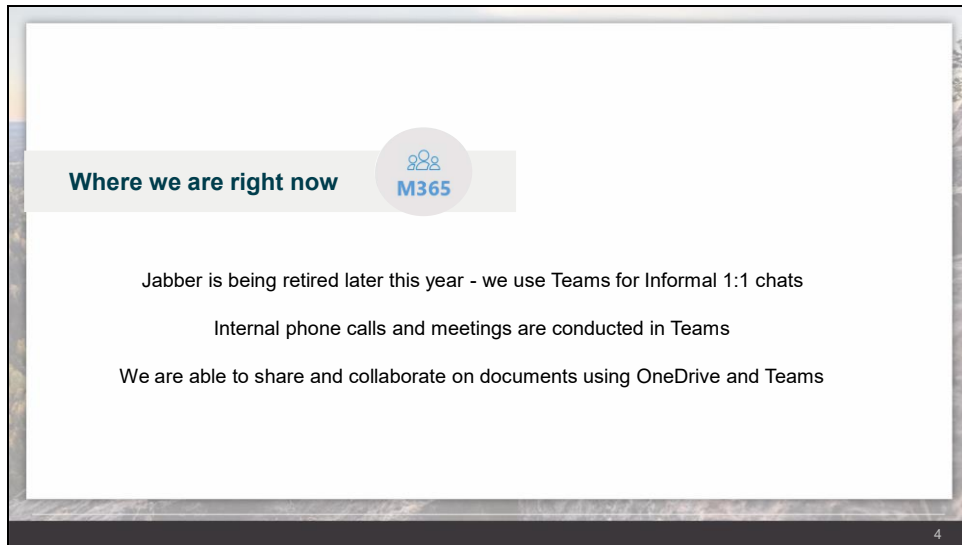 Where we are right now
M365
Jabber is being retired later this year - we use Teams for Informal 1:1 chats
Internal phone calls and meetings are conducted in Teams
We are able to share and collaborate on documents using OneDrive and Teams
4